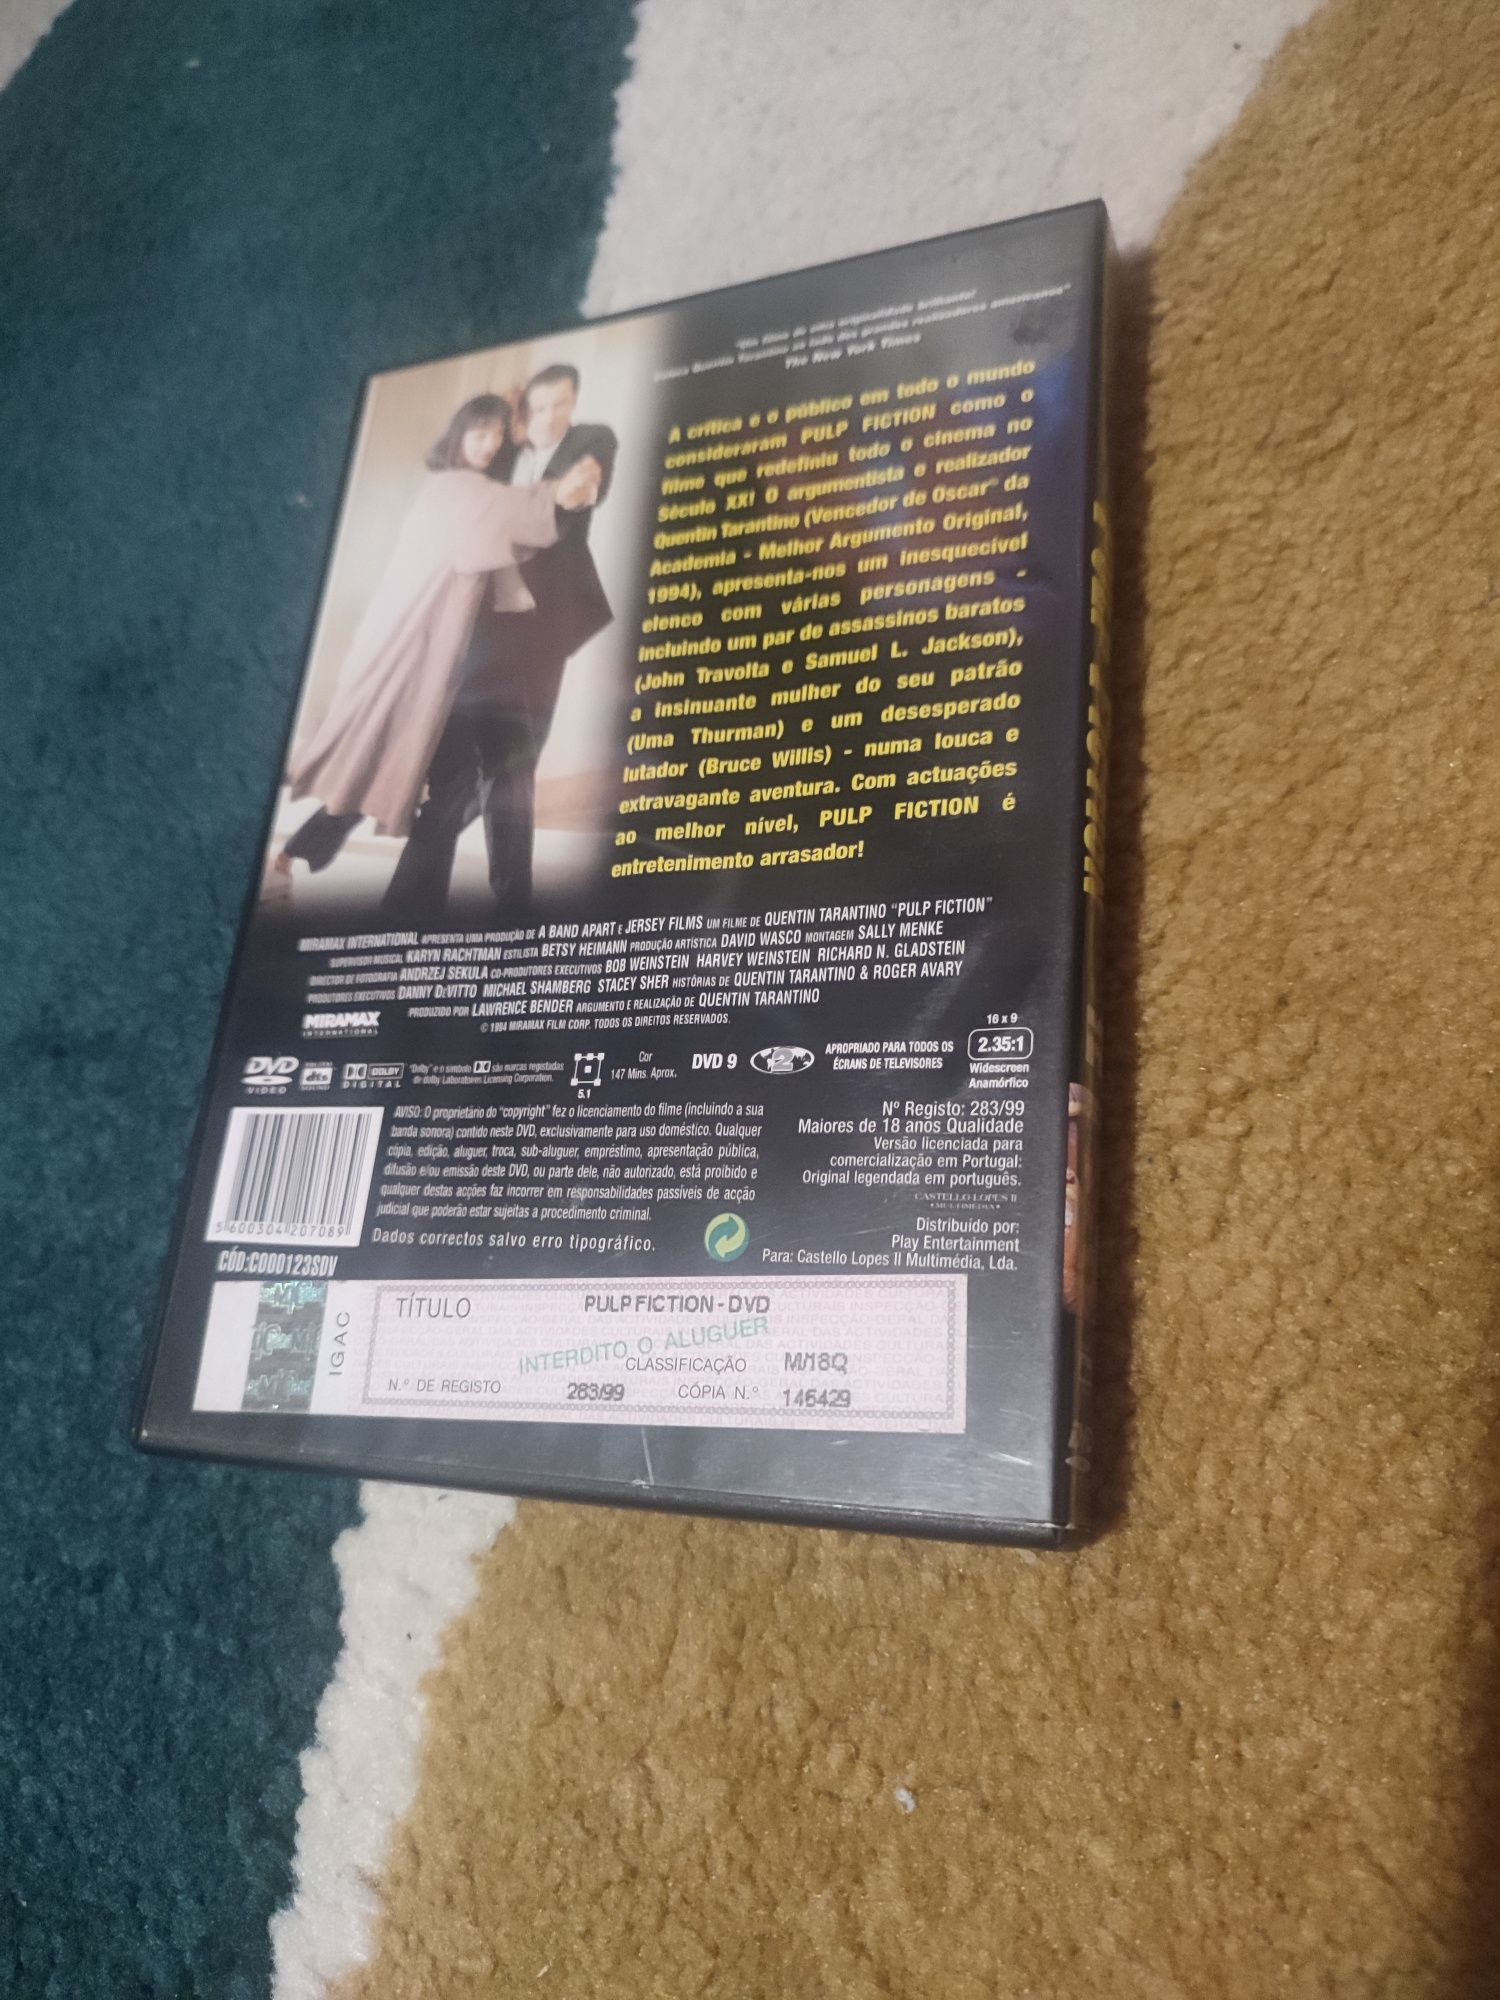 "Um filme de uma originalidade brilhante!
Coloca Quentin Tarantino ao lado dos grandes realizadores americanos"
The New York Times
A crítica e o público em todo o mundo
consideraram PULP FICTION como o
filme que redefiniu todo o cinema no
Século XX! O argumentista e realizador
Quentin Tarantino (Vencedor de Oscar® da
Academia - Melhor Argumento Original,
1994), apresenta-nos um inesquecível
elenco com várias personagens -
incluindo um par de assassinos baratos
(John Travolta e Samuel L. Jackson),
a insinuante mulher do seu patrão
(Uma Thurman) e um desesperado
lutador (Bruce Willis) - numa louca e
extravagante aventura. Com actuações
ao melhor nível, PULP FICTION é
entretenimento arrasador!
MIRAMAX INTERNATIONAL APRESENTA UMA PRODUÇÃO DE A BAND APART E JERSEY FILMS UM FILME DE QUENTIN TARANTINO "PULP FICTION"
SUPERVISOR MUSICAL KARYN RACHTMAN ESTILISTA BETSY HEIMANN PRODUÇÃO ARTÍSTICA DAVID WASCO MONTAGEM SALLY MENKE
DIRECTOR DE FOTOGRAFIA ANDRZEJ SEKULA CO-PRODUTORES EXECUTIVOS BOB WEINSTEIN HARVEY WEINSTEIN RICHARD N. GLADSTEIN
PRODUTORES EXECUTIVOS DANNY DeVITTO MICHAEL SHAMBERG STACEY SHER HISTÓRIAS DE QUENTIN TARANTINO & ROGER AVARY
PRODUZIDO POR LAWRENCE BENDER ARGUMENTO E REALIZAÇÃO DE QUENTIN TARANTINO
MIRAMAX
INTERNATIONAL
© 1994 MIRAMAX FILM CORP. TODOS OS DIREITOS RESERVADOS.
DVD
VIDEO
dts
DOLBY
DIGITAL
"Dolby" e o símbolo são marcas registadas
de dolby Laboratories Licensing Corporation.
5.1
Cor
147 Mins. Aprox.
DVD 9
2
APROPRIADO PARA TODOS OS
ÉCRANS DE TELEVISORES
16 x 9
2.35:1
Widescreen
Anamórfico
AVISO: O proprietário do "copyright" fez o licenciamento do filme (incluindo a sua
banda sonora) contido neste DVD, exclusivamente para uso doméstico. Qualquer
cópia, edição, aluguer, troca, sub-aluguer, empréstimo, apresentação pública,
difusão e/ou emissão deste DVD, ou parte dele, não autorizado, está proibido e
qualquer destas acções faz incorrer em responsabilidades passíveis de acção
judicial que poderão estar sujeitas a procedimento criminal.
Dados correctos salvo erro tipográfico.
Nº Registo: 283/99
Maiores de 18 anos Qualidade
Versão licenciada para
comercialização em Portugal:
Original legendada em português.
CASTELLO LOPES II
• MULTIMÉDIA •
Distribuído por:
Play Entertainment
Para: Castello Lopes II Multimédia, Lda.
5 600304 207089
CÓD:C000123SDV
IGAC
TÍTULO PULP FICTION - DVD
INTERDITO O ALUGUER
CLASSIFICAÇÃO M/18Q
N.º DE REGISTO 283/99 CÓPIA N.º 146429